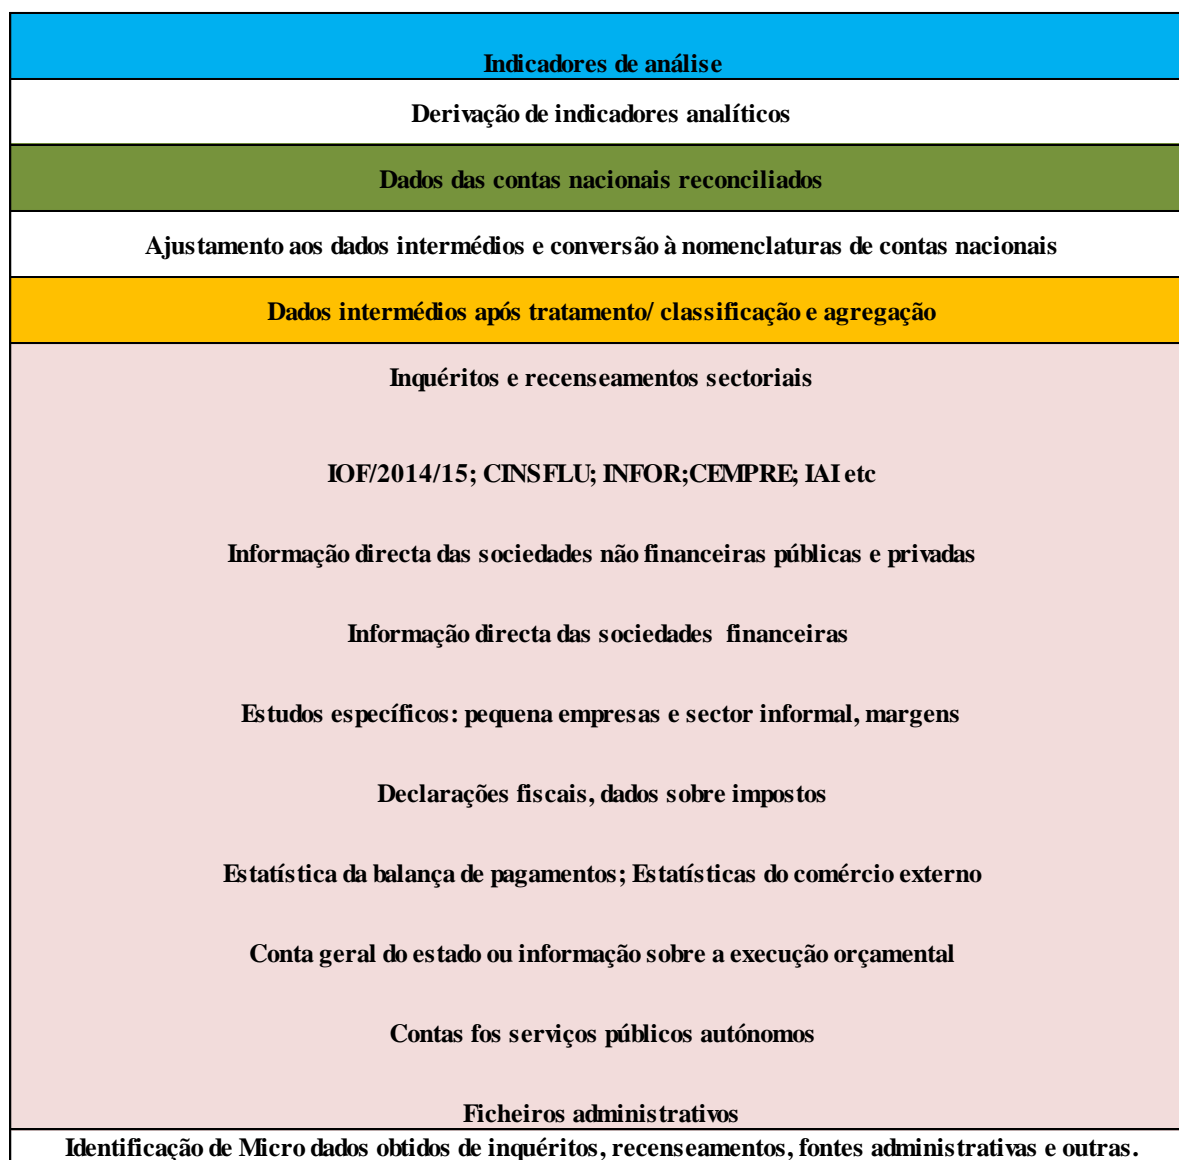 Indicadores de análise
Derivação de indicadores analíticos
Dados das contas nacionais reconciliados
Ajustamento aos dados intermédios e conversão à nomenclaturas de contas nacionais
Dados intermédios após tratamento/ classificação e agregação
Inquéritos e recenseamentos sectoriais
IOF/2014/15; CINSFLU; INFOR;CEMPRE; IAI etc
Informação directa das sociedades não financeiras públicas e privadas
Informação directa das sociedades financeiras
Estudos específicos: pequena empresas e sector informal, margens
Declarações fiscais, dados sobre impostos
Estatística da balança de pagamentos; Estatísticas do comércio externo
Conta geral do estado ou informação sobre a execução orçamental
Contas fos serviços públicos autónomos
Ficheiros administrativos
Identificação de Micro dados obtidos de inquéritos, recenseamentos, fontes administrativas e outras.